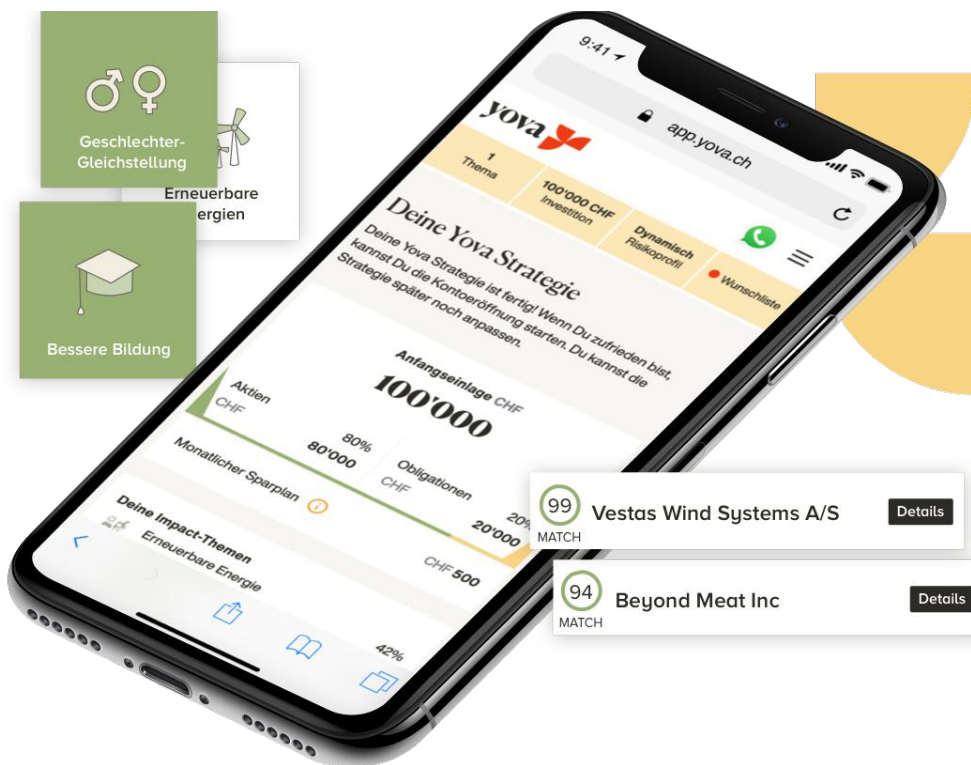 Geschlechter-
Gleichstellung
Erneuerbare
ergien
Bessere Bildung
9:41
app.yova.ch
yova
1
Thema
100'000 CHF
Investition
Dynamisch
Risikoprofil
Wunschliste
Deine Yova Strategie
Deine Yova Strategie ist fertig! Wenn Du zufrieden bist,
kannst Du die Kontoeröffnung starten. Du kannst die
Strategie später noch anpassen.
Anfangseinlage CHF
100'000
Aktien
CHF
80%
80'000
Obligationen
CHF
20%
20'000
Monatlicher Sparplan
CHF 500
Deine Impact-Themen
Erneuerbare Energie
42%
99
MATCH
Vestas Wind Systems A/S
Details
94
MATCH
Beyond Meat Inc
Details